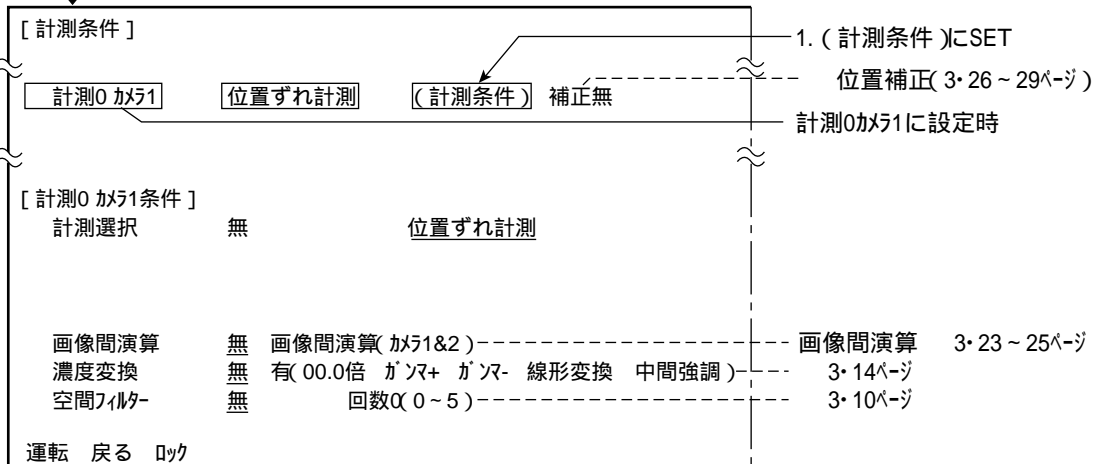 [ 計測条件 ]
1. ( 計測条件 )にSET
計測0 ｶﾒﾗ1 位置ずれ計測 ( 計測条件 ) 補正無
位置補正( 3・26 ~ 29ﾍﾟｰｼﾞ )
計測0ｶﾒﾗ1に設定時
[ 計測0 ｶﾒﾗ1条件 ]
計測選択 無 位置ずれ計測
画像間演算 無 画像間演算( ｶﾒﾗ1&2 ) 画像間演算 3・23 ~ 25ﾍﾟｰｼﾞ
濃度変換 無 有( 00.0倍 ｶﾞﾝﾏ+ ｶﾞﾝﾏ- 線形変換 中間強調 ) 3・14ﾍﾟｰｼﾞ
空間ﾌｨﾙﾀｰ 無 回数0( 0 ~ 5 ) 3・10ﾍﾟｰｼﾞ
運転 戻る ﾛｯｸ